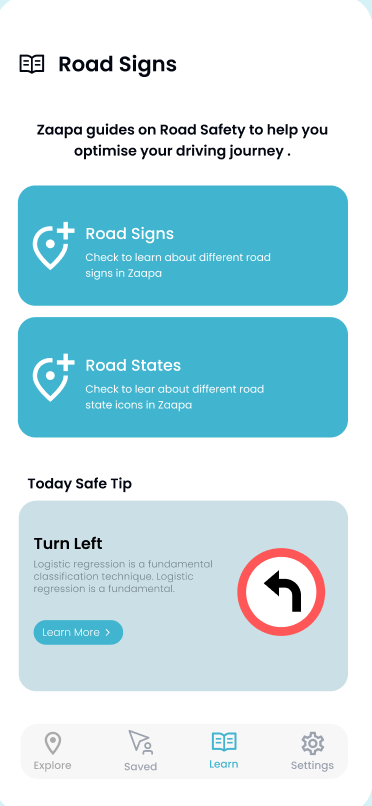 Road Signs
Zaapa guides on Road Safety to help you
optimise your driving journey .
Road Signs
Check to learn about different road
signs in Zaapa
Road States
Check to lear about different road
state icons in Zaapa
Today Safe Tip
Turn Left
Logistic regression is a fundamental
classification technique. Logistic
regression is a fundamental.
Learn More >
Explore
Saved
Learn
Settings